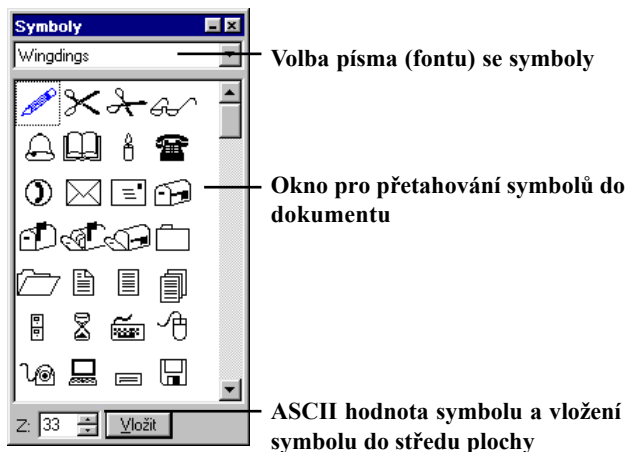 Symboly
Wingdings
Volba písma (fontu) se symboly
Okno pro přetahování symbolů do
dokumentu
ASCII hodnota symbolu a vložení
symbolu do středu plochy
Z: 33 Vložit